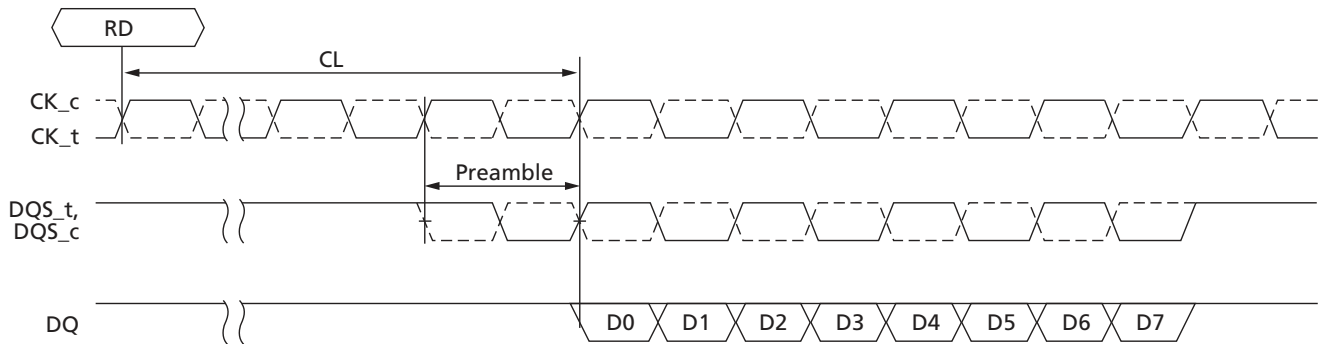 RD
CL
CK_c
CK_t
Preamble
DQS_t,
DQS_c
DQ D0 D1 D2 D3 D4 D5 D6 D7